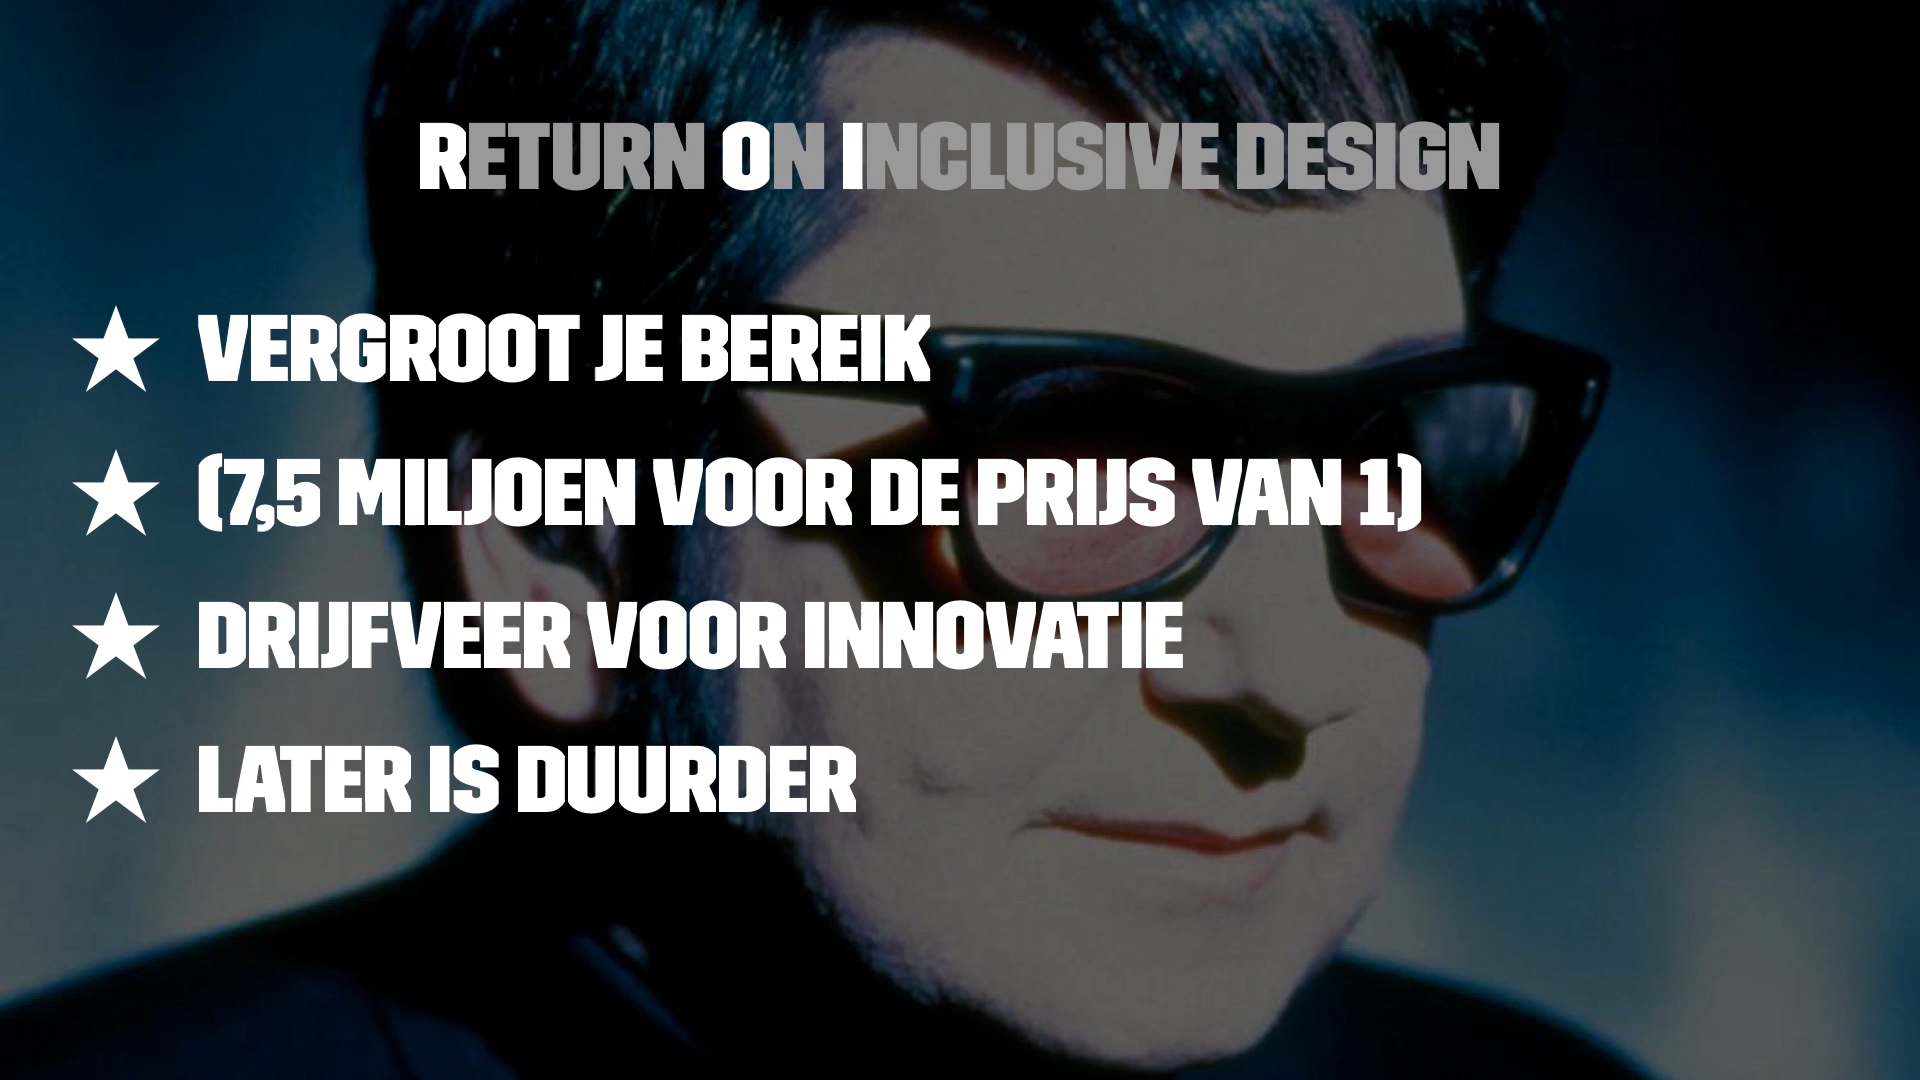 RETURN ON INCLUSIVE DESIGN
★ VERGROOT JE BEREIK
★ (7,5 MILJOEN VOOR DE PRIJS VAN 1)
★ DRIJFVEER VOOR INNOVATIE
★ LATER IS DUURDER